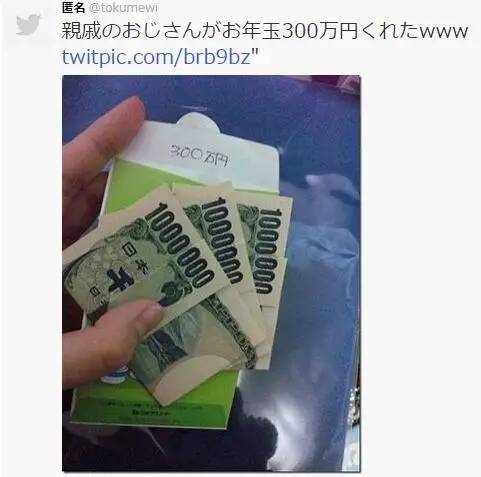 匿名 @tokumewi
親戚のおじさんがお年玉300万円くれたwww
twitpic.com/brb9bz"
300万円
1000000
1000000
1000000
日本
千